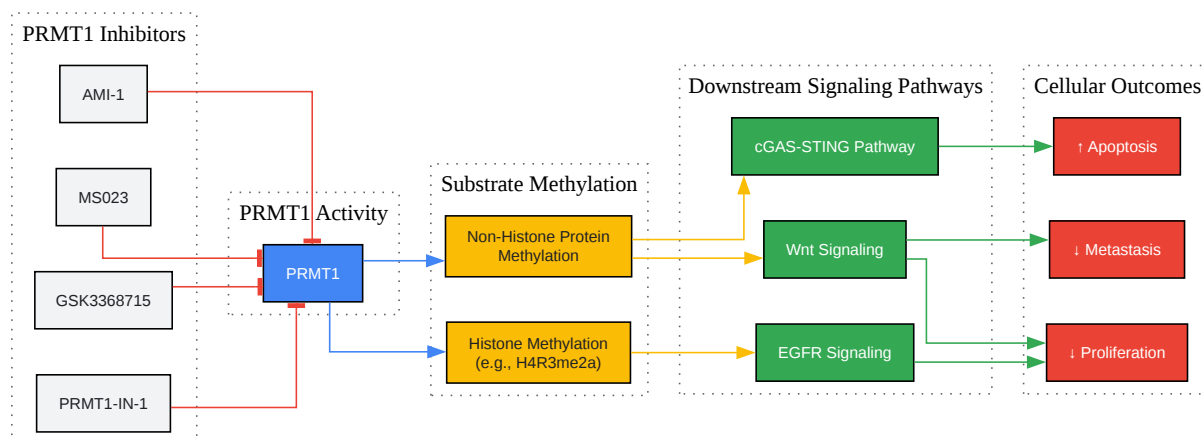 PRMT1 Inhibitors
AMI-1
MS023
GSK3368715
PRMT1-IN-1
PRMT1 Activity
PRMT1
Substrate Methylation
Non-Histone Protein
Methylation
Histone Methylation
(e.g., H4R3me2a)
Downstream Signaling Pathways
cGAS-STING Pathway
Wnt Signaling
EGFR Signaling
Cellular Outcomes
↑ Apoptosis
↓ Metastasis
↓ Proliferation